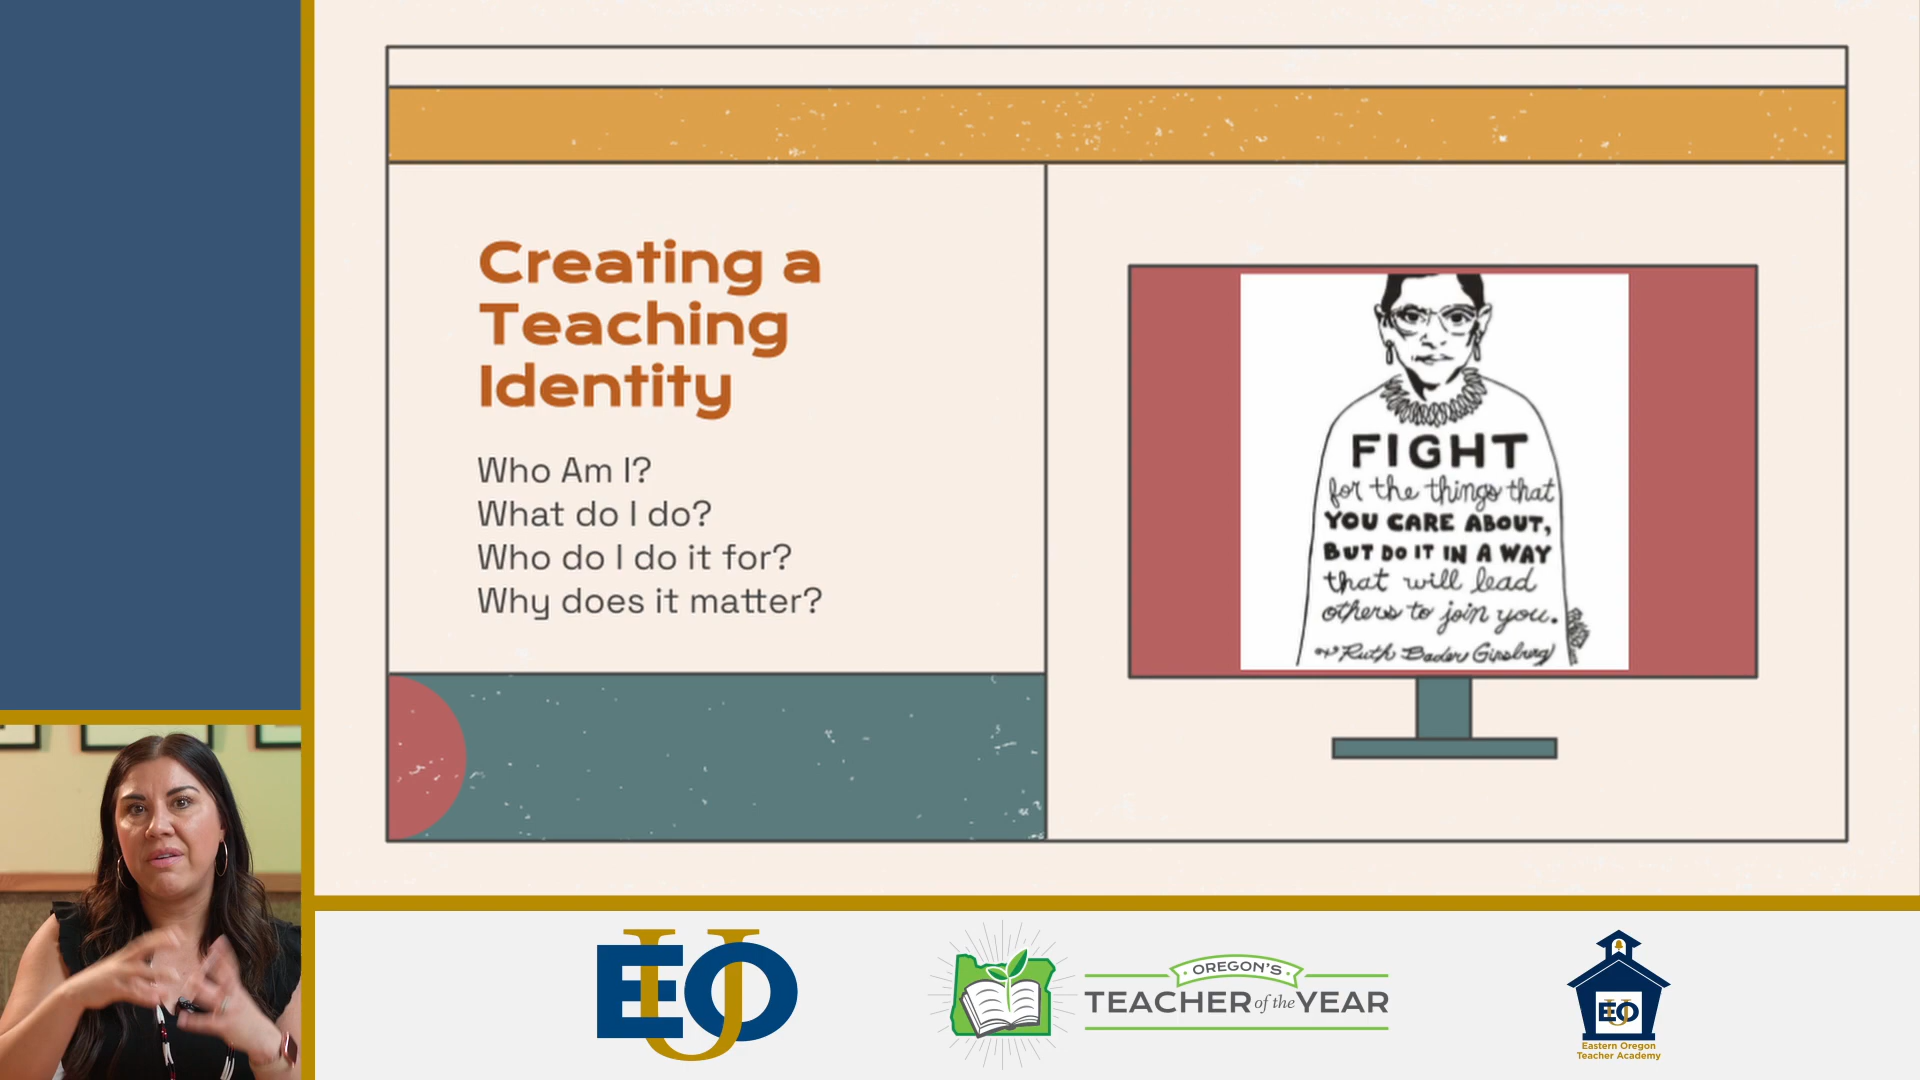 Creating a
Teaching
Identity
Who Am I?
What do I do?
Who do I do it for?
Why does it matter?
FIGHT
for the things that
YOU CARE ABOUT,
BUT DO IT IN A WAY
that will lead
others to join you.
Ruth Bader Ginsburg
EOU
OREGON'S
TEACHER of the YEAR
EOU
Eastern Oregon
Teacher Academy